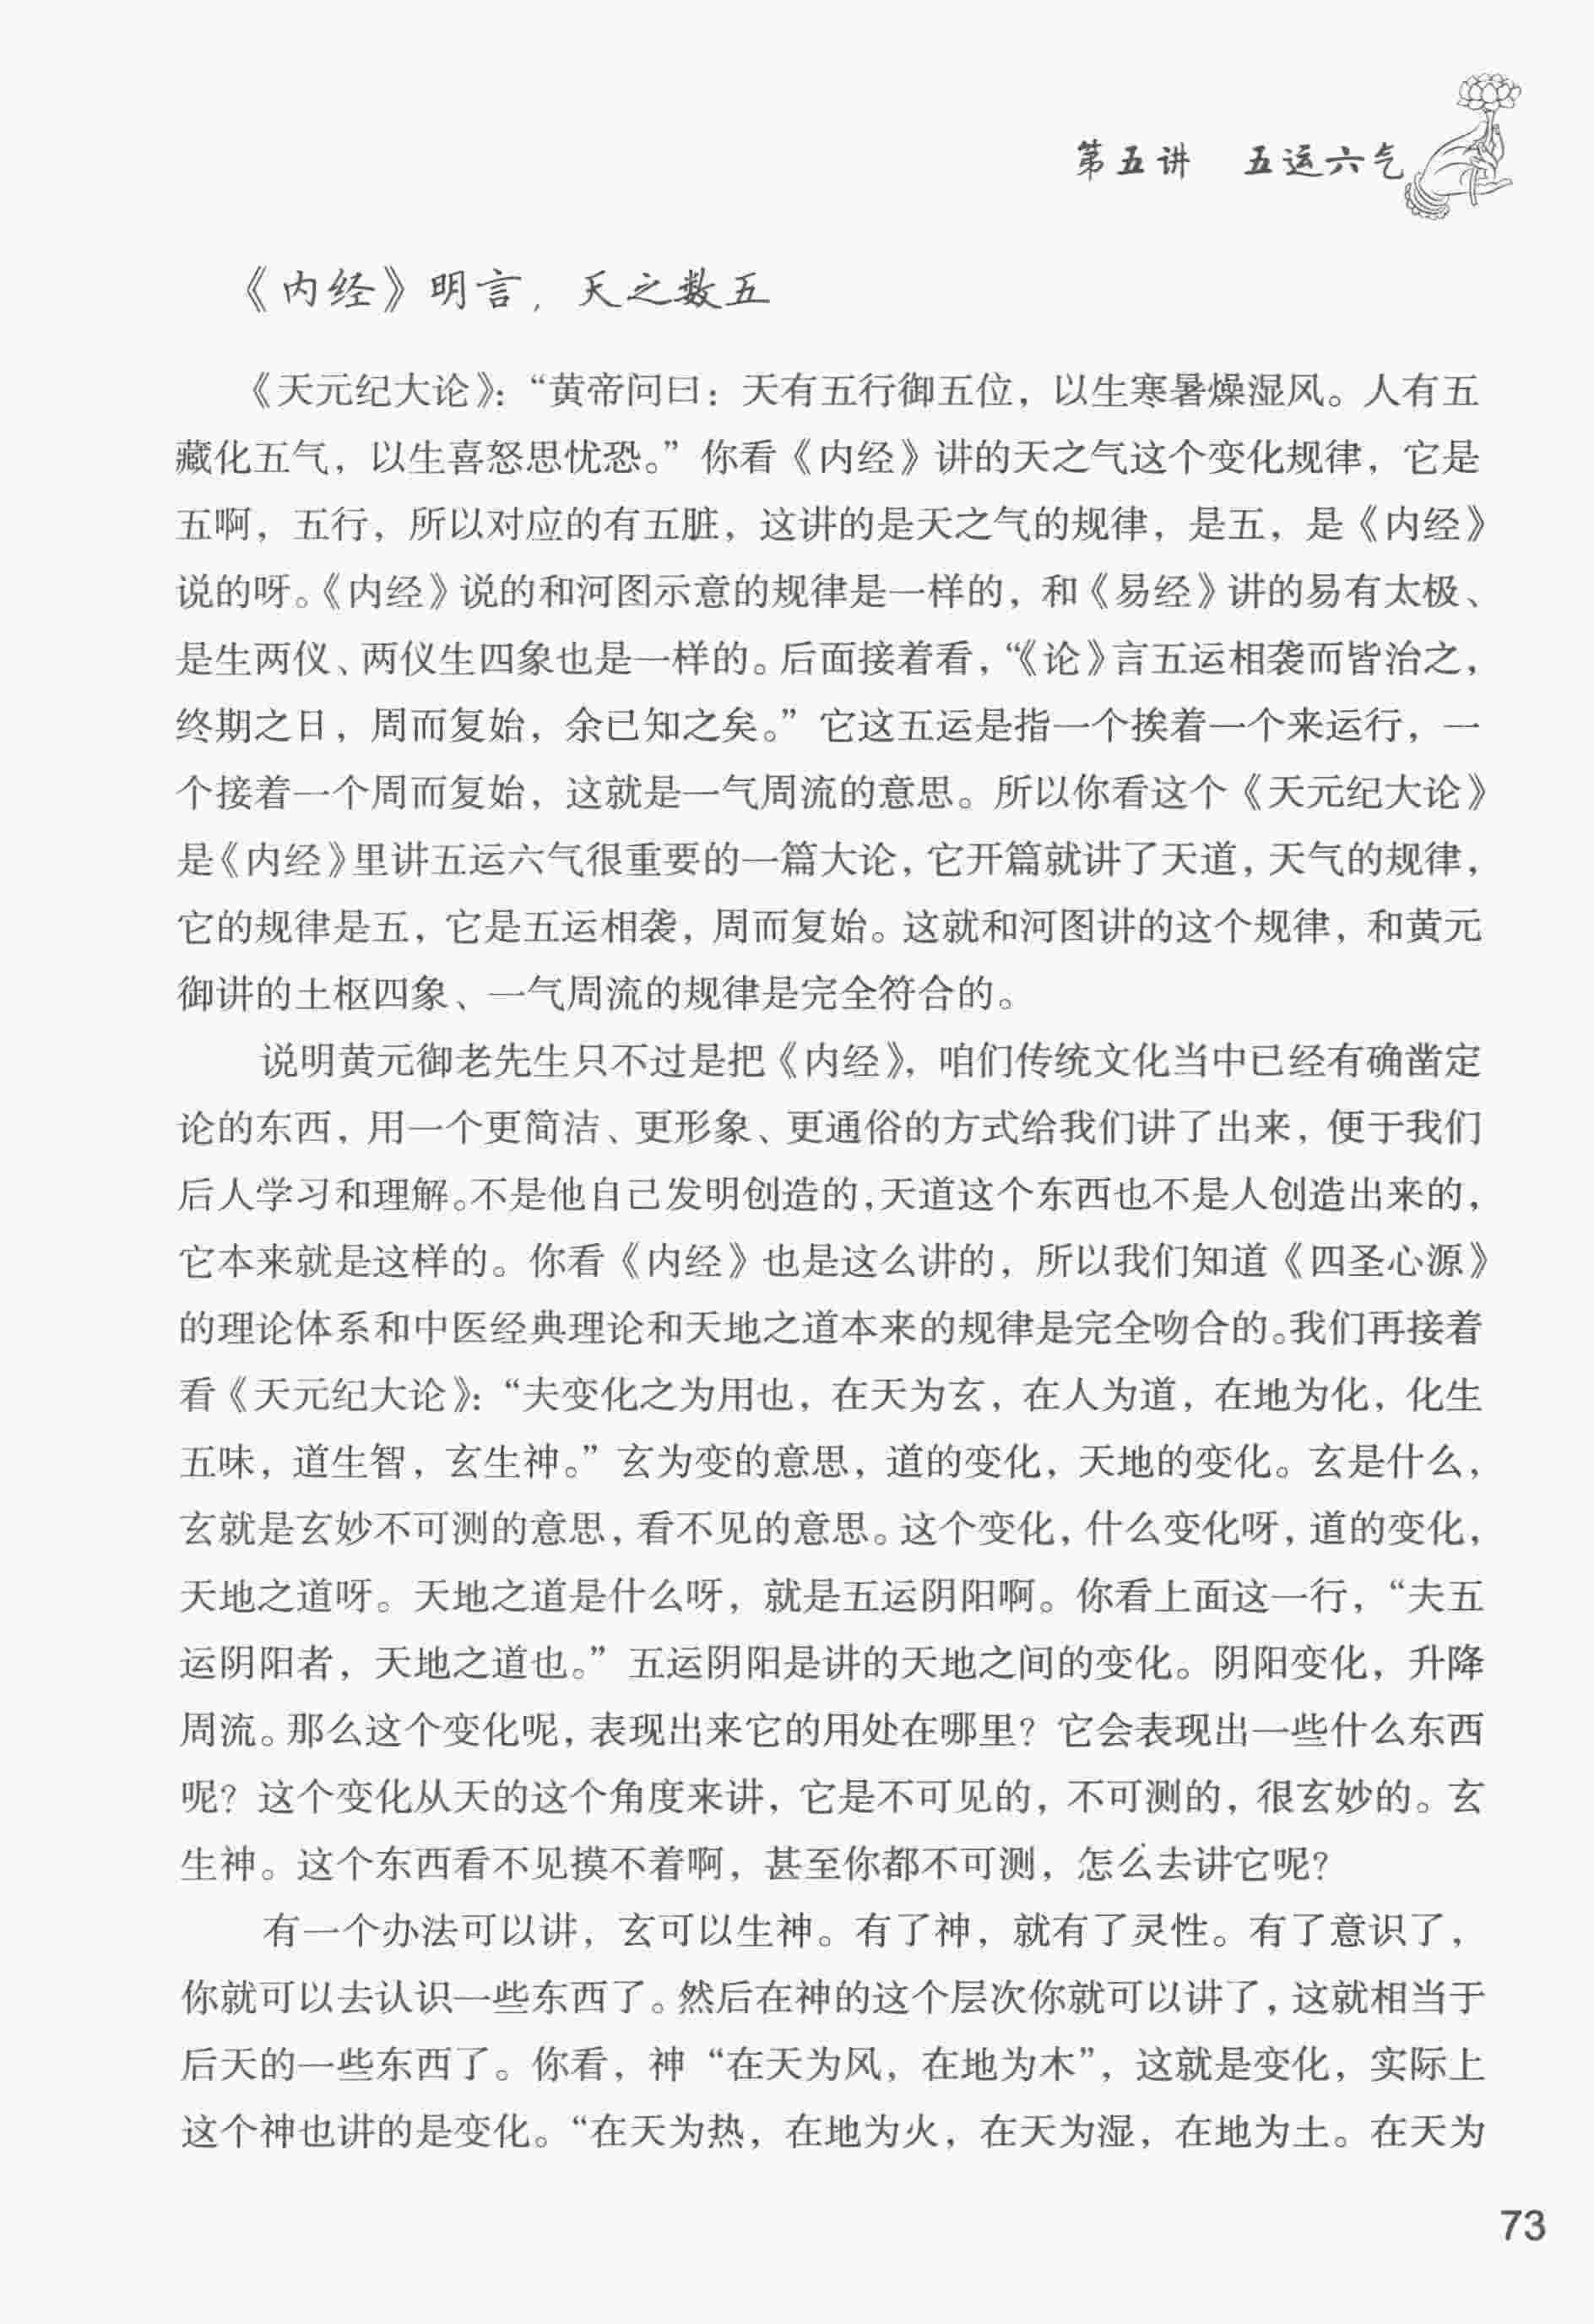 第五讲 五运六气
《内经》明言，天之数五
《天元纪大论》：“黄帝问曰：天有五行御五位，以生寒暑燥湿风。人有五
藏化五气，以生喜怒思忧恐。”你看《内经》讲的天之气这个变化规律，它是
五啊，五行，所以对应的有五脏，这讲的是天之气的规律，是五，是《内经》
说的呀。《内经》说的和河图示意的规律是一样的，和《易经》讲的易有太极、
是生两仪、两仪生四象也是一样的。后面接着看，“《论》言五运相袭而皆治之，
终期之日，周而复始，余已知之矣。”它这五运是指一个挨着一个来运行，一
个接着一个周而复始，这就是一气周流的意思。所以你看这个《天元纪大论》
是《内经》里讲五运六气很重要的一篇大论，它开篇就讲了天道，天气的规律，
它的规律是五，它是五运相袭，周而复始。这就和河图讲的这个规律，和黄元
御讲的土枢四象、一气周流的规律是完全符合的。
说明黄元御老先生只不过是把《内经》，咱们传统文化当中已经有确凿定
论的东西，用一个更简洁、更形象、更通俗的方式给我们讲了出来，便于我们
后人学习和理解。不是他自己发明创造的，天道这个东西也不是人创造出来的，
它本来就是这样的。你看《内经》也是这么讲的，所以我们知道《四圣心源》
的理论体系和中医经典理论和天地之道本来的规律是完全吻合的。我们再接着
看《天元纪大论》：“夫变化之为用也，在天为玄，在人为道，在地为化，化生
五味，道生智，玄生神。”玄为变的意思，道的变化，天地的变化。玄是什么，
玄就是玄妙不可测的意思，看不见的意思。这个变化，什么变化呀，道的变化，
天地之道呀。天地之道是什么呀，就是五运阴阳啊。你看上面这一行，“夫五
运阴阳者，天地之道也。”五运阴阳是讲的天地之间的变化。阴阳变化，升降
周流。那么这个变化呢，表现出来它的用处在哪里？它会表现出一些什么东西
呢？这个变化从天的这个角度来讲，它是不可见的，不可测的，很玄妙的。玄
生神。这个东西看不见摸不着啊，甚至你都不可测，怎么去讲它呢？
有一个办法可以讲，玄可以生神。有了神，就有了灵性。有了意识了，
你就可以去认识一些东西了。然后在神的这个层次你就可以讲了，这就相当于
后天的一些东西了。你看，神“在天为风，在地为木”，这就是变化，实际上
这个神也讲的是变化。“在天为热，在地为火，在天为湿，在地为土。在天为
73